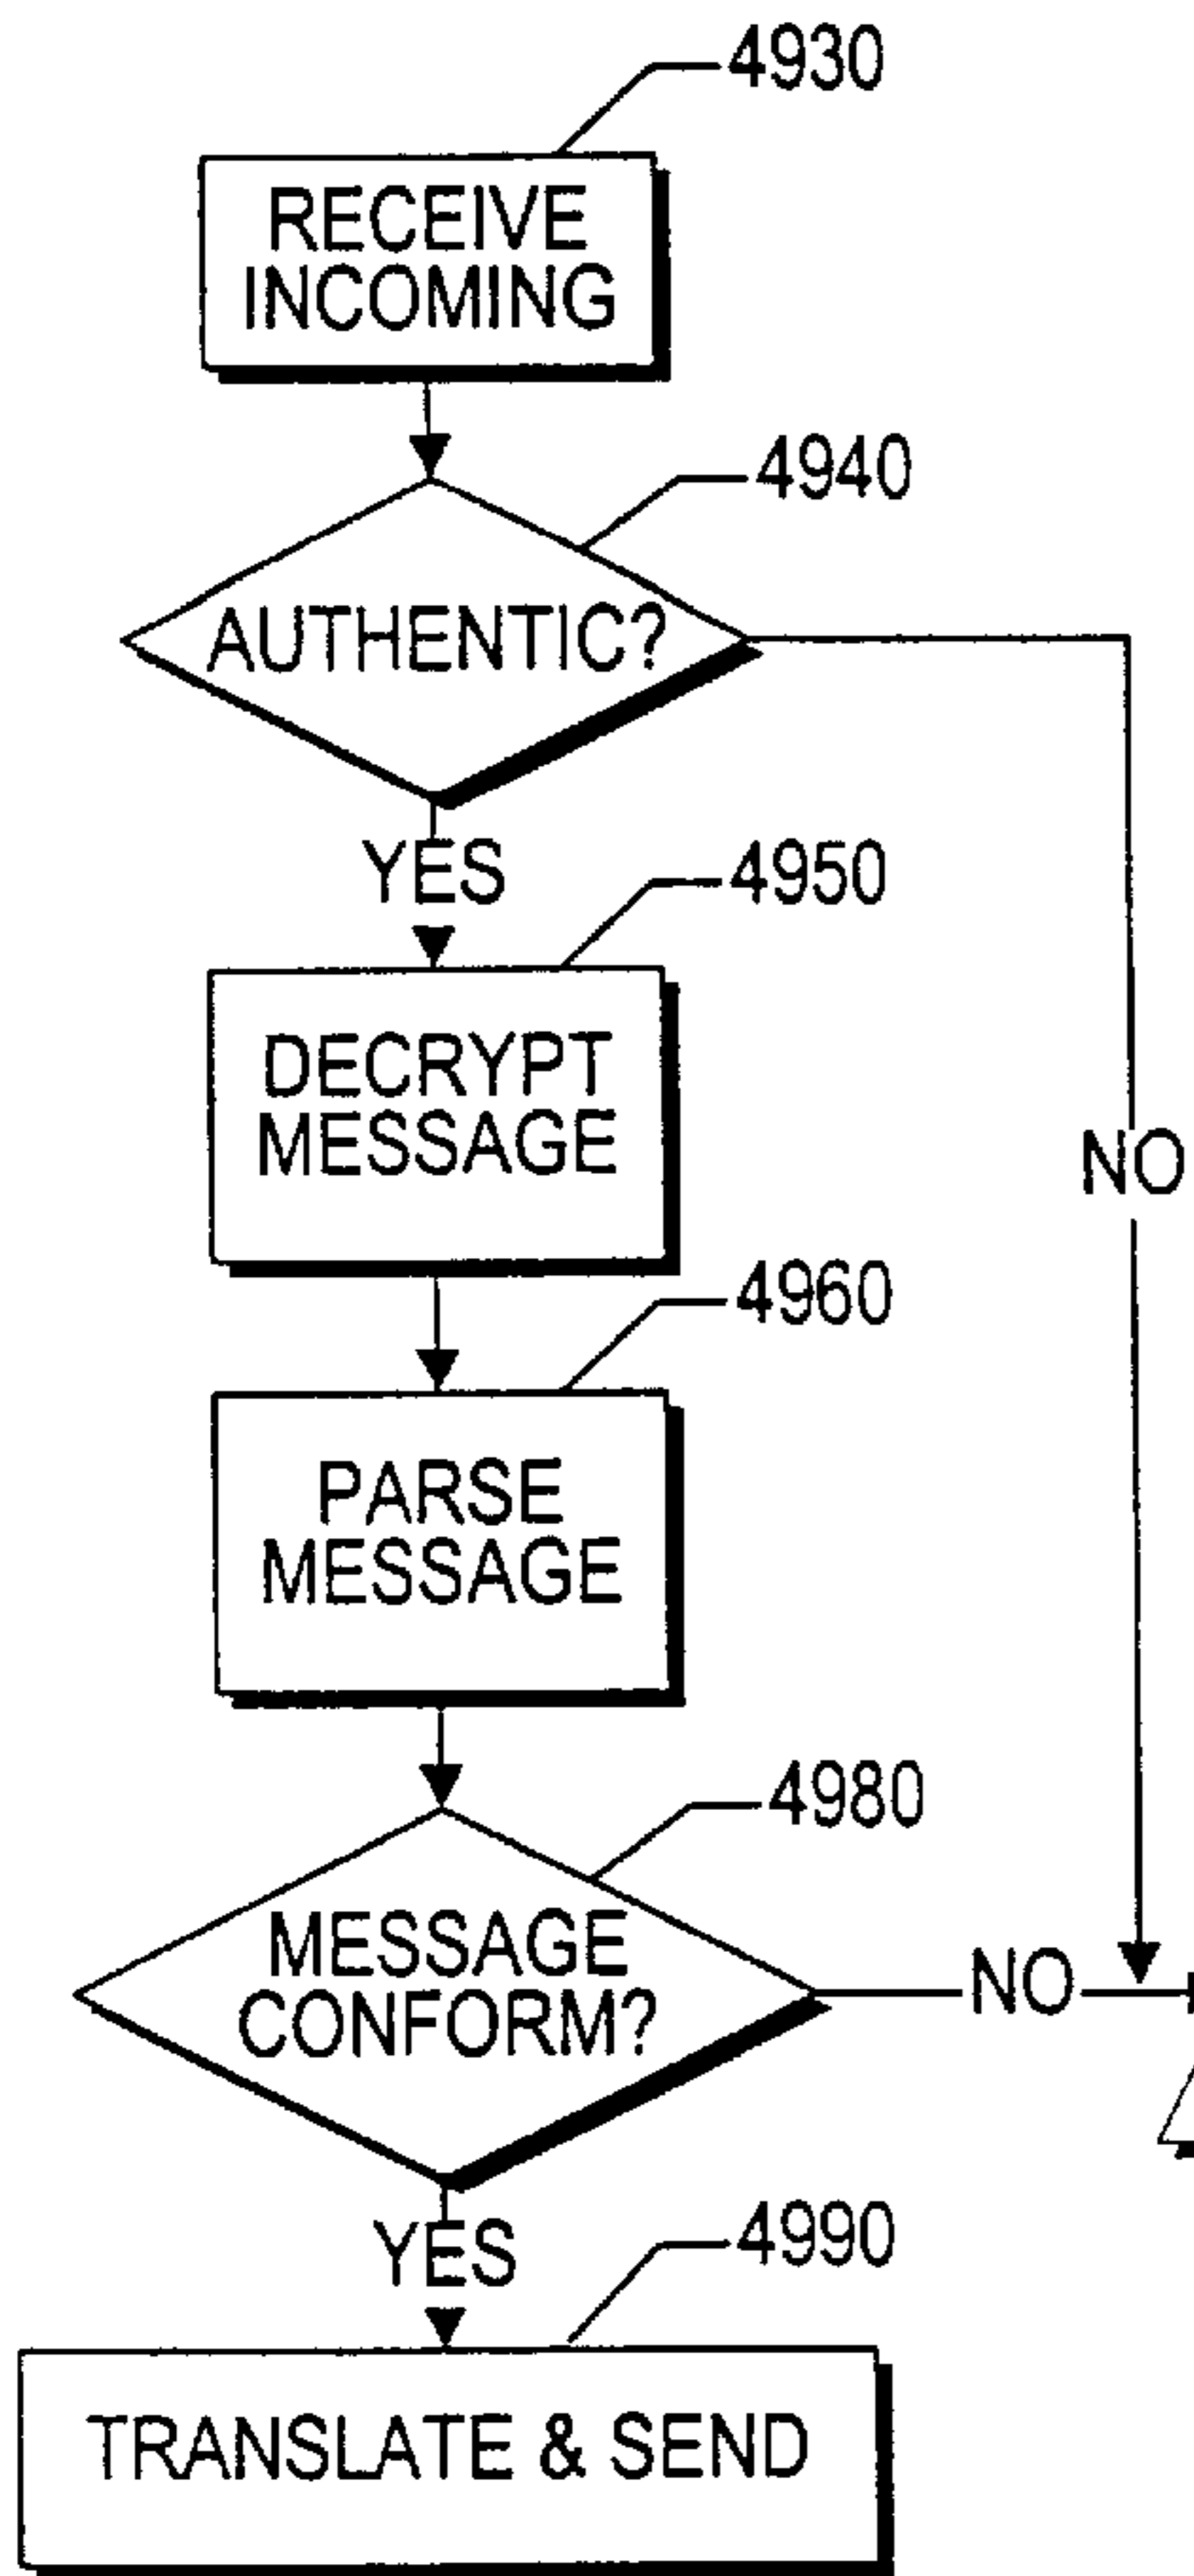 4930
RECEIVE
INCOMING
4940
AUTHENTIC?
YES
4950
DECRYPT
MESSAGE
NO
4960
PARSE
MESSAGE
4980
MESSAGE
CONFORM?
NO
YES
4990
TRANSLATE & SEND